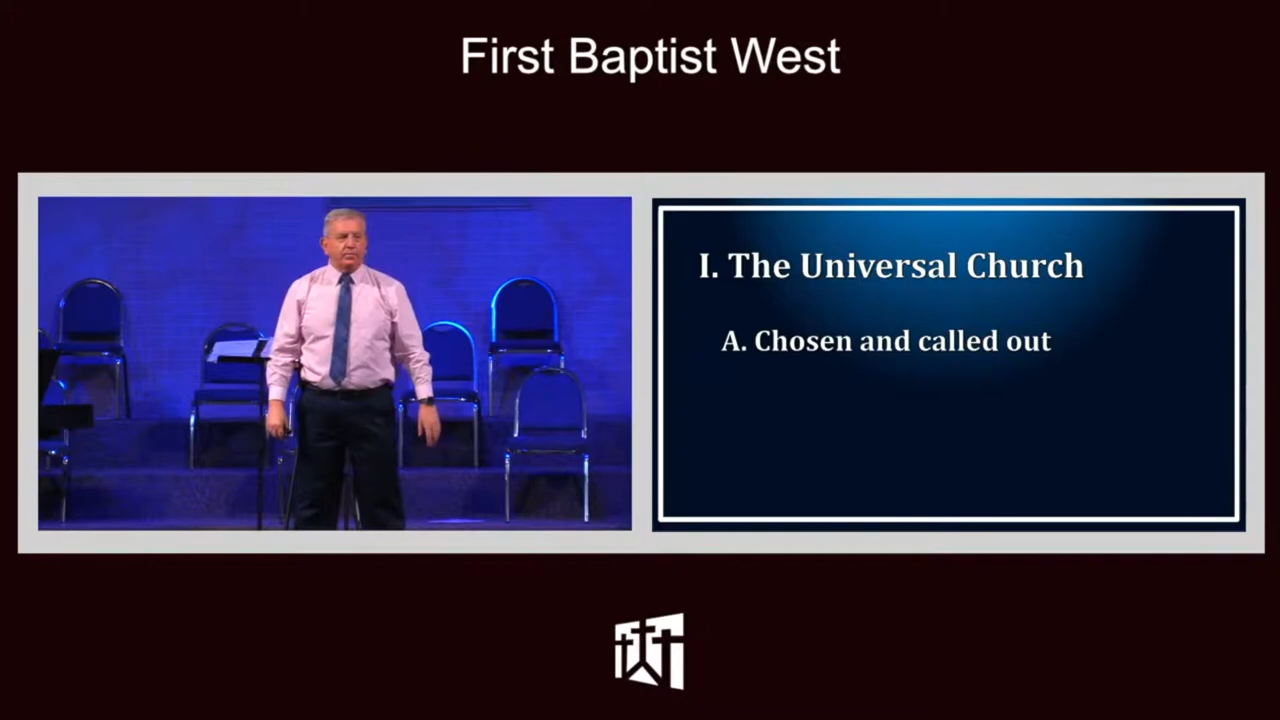 First Baptist West
I. The Universal Church
A. Chosen and called out